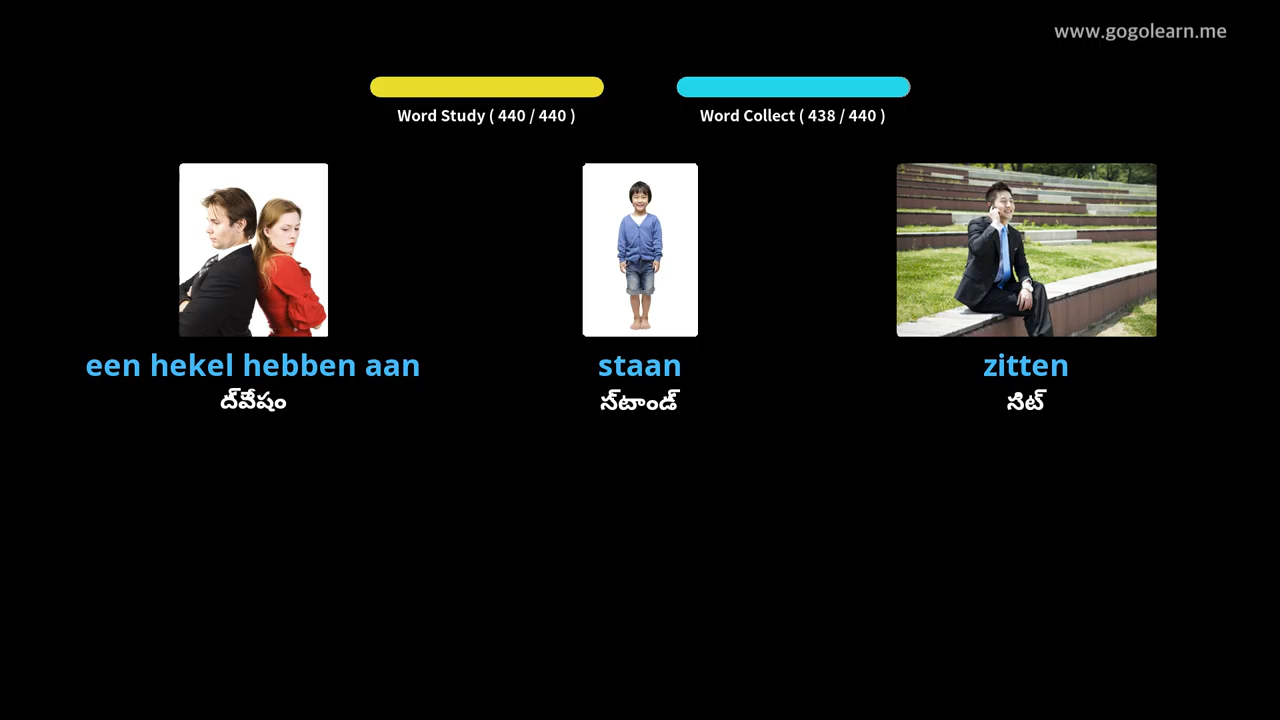 www.gogolearn.me
Word Study ( 440 / 440 )
Word Collect ( 438 / 440 )
een hekel hebben aan
ద్‌వేషం
staan
స్‌టాండ్
zitten
సిట్